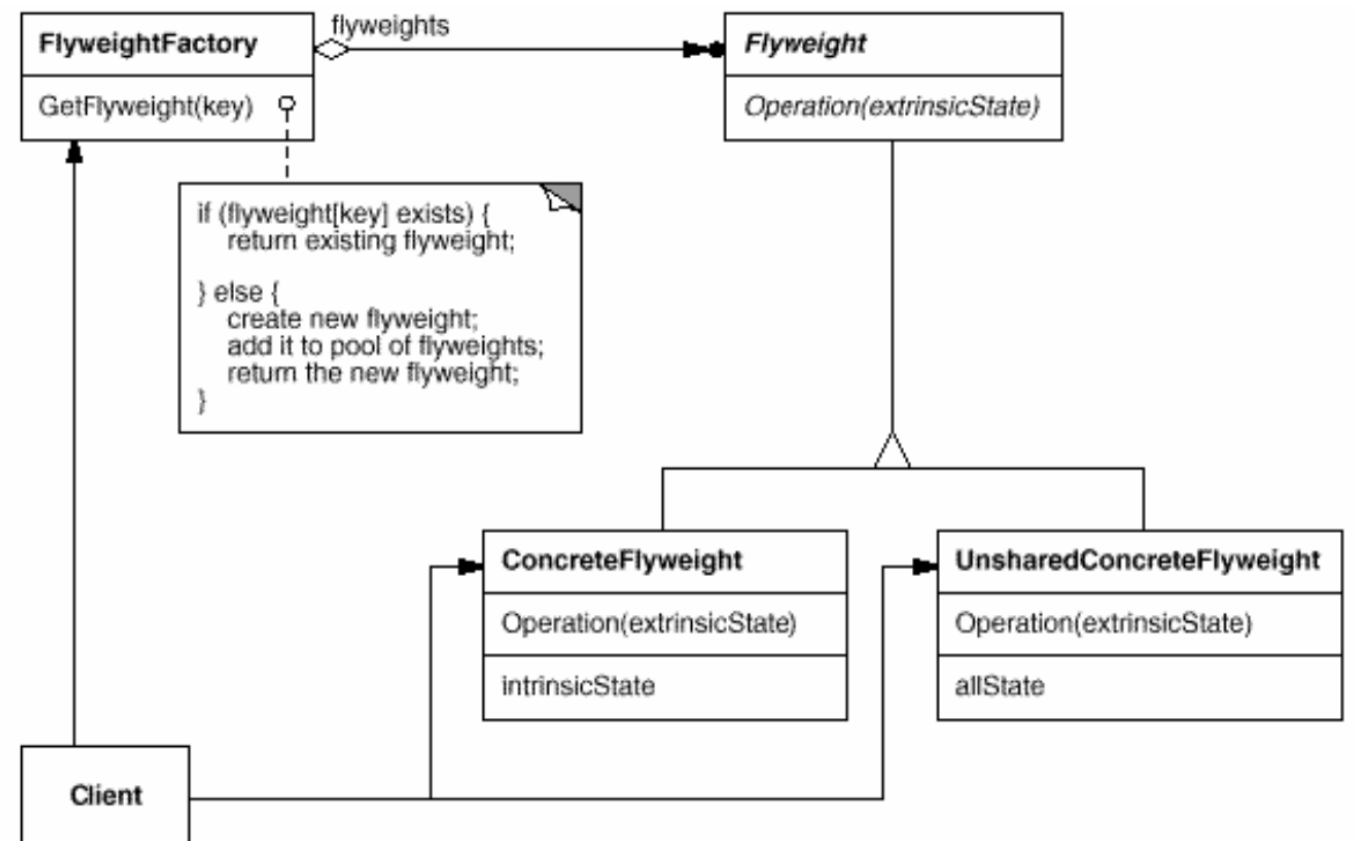 flyweights
FlyweightFactory
GetFlyweight(key)
Flyweight
Operation(extrinsicState)
if (flyweight[key] exists) {
return existing flyweight;
} else {
create new flyweight;
add it to pool of flyweights;
return the new flyweight;
}
ConcreteFlyweight
Operation(extrinsicState)
intrinsicState
UnsharedConcreteFlyweight
Operation(extrinsicState)
allState
Client